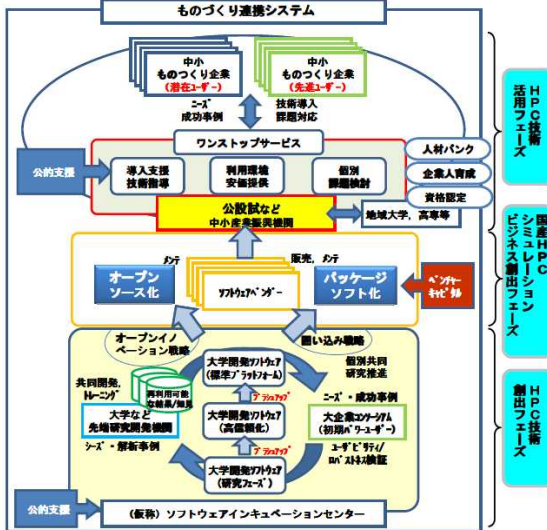 ものづくり連携システム
中小
ものつくり企業
(潜在ユーザー)
中小
ものつくり企業
(先進ユーザー)
ニーズ
成功事例
技術導入
課題対応
ワンストップサービス
公的支援
導入支援
技術指導
利用環境
安価提供
個別
課題検討
人材バンク
企業人育成
資格認定
公設試など
中小産業振興機関
地域大学、高専等
HPC技術
活用フェーズ
メンテ
販売，メンテ
オープン
ソース化
ソフトウェアベンダー
パッケージ
ソフト化
ベンチャー
キャピタル
国産HPC
シミュレーション
ビジネス創出フェーズ
オープンイノ
ベーション戦略
囲い込み戦略
共同開発，
トレーニング
再利用可能
な結果/知見
大学開発ソフトウェア
(標準プラットフォーム)
個別共同
研究推進
ブラシュアップ
ニーズ・成功事例
大学など
先端研究開発機関
大学開発ソフトウェア
(高信頼化)
大企業コンソーシアム
(初期パワーユーザー)
シーズ・解析事例
ブラシュアップ
ユーザビリティ/
ロバストネス検証
大学開発ソフトウェア
(研究フェーズ)
HPC技術
創出フェーズ
公的支援
(仮称) ソフトウェアインキュベーションセンター